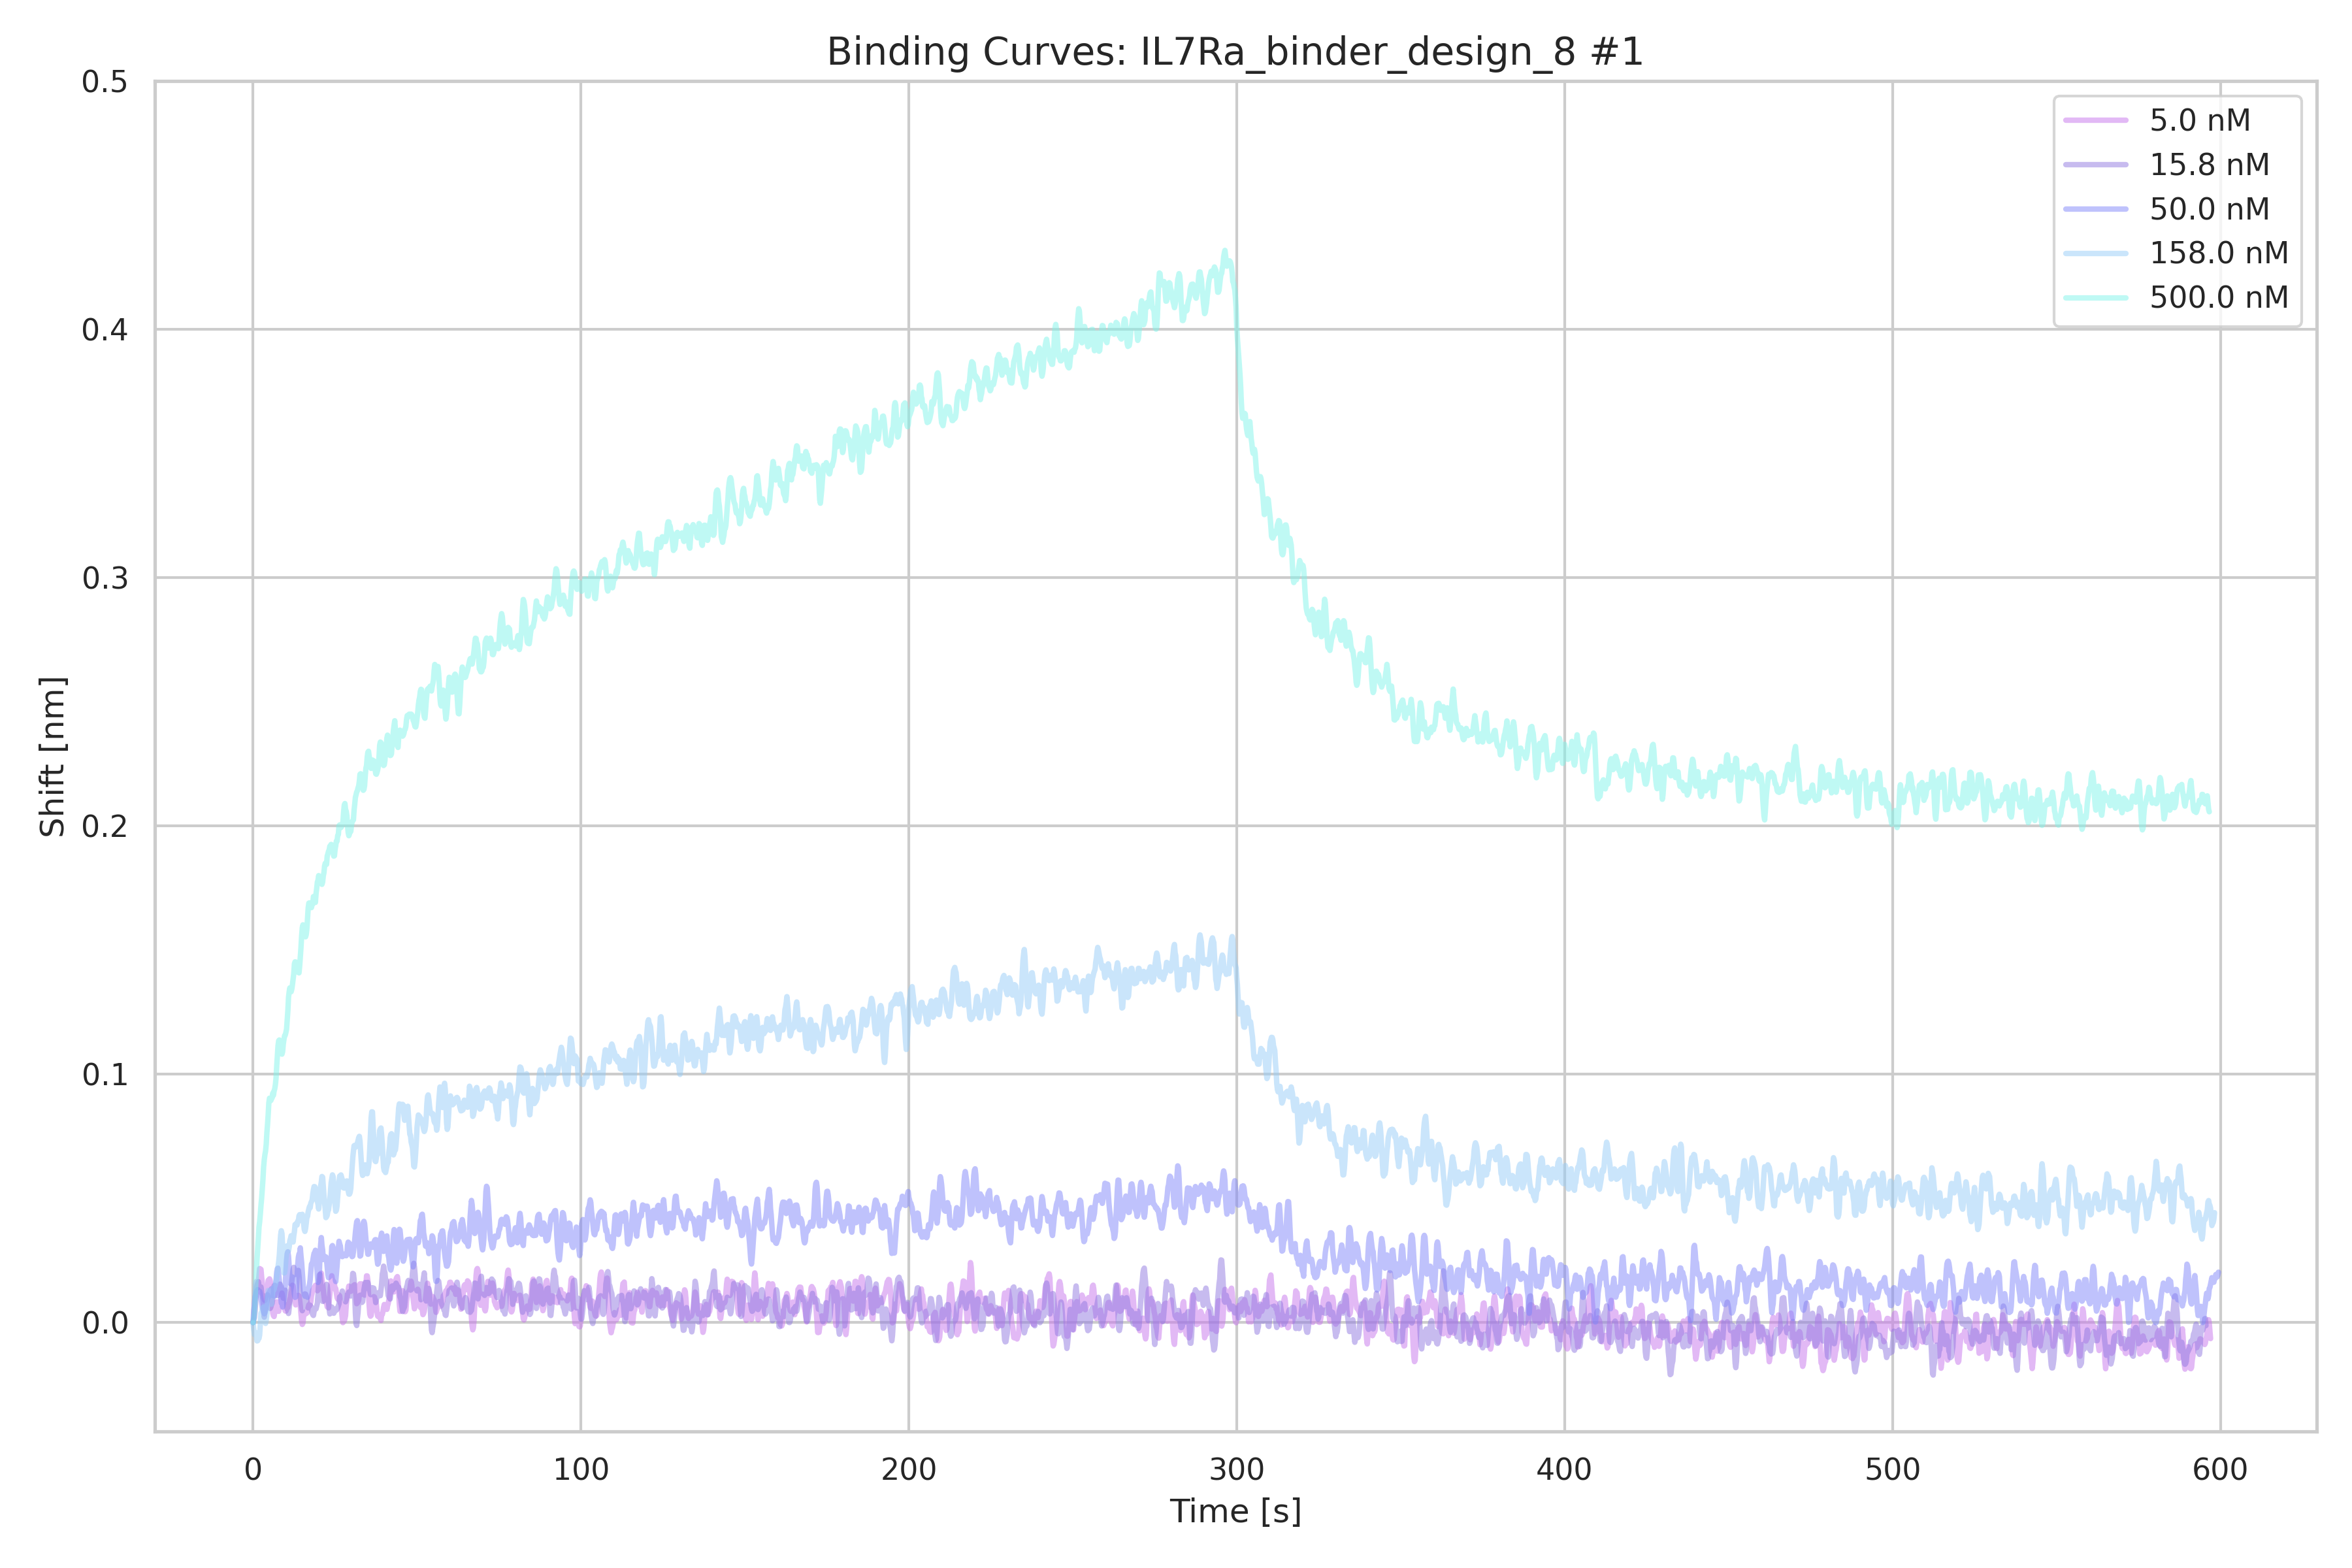 Binding Curves: IL7Ra_binder_design_8 #1
5.0 nM
15.8 nM
50.0 nM
158.0 nM
500.0 nM
Shift [nm]
0.5
0.4
0.3
0.2
0.1
0.0
0 100 200 300 400 500 600
Time [s]